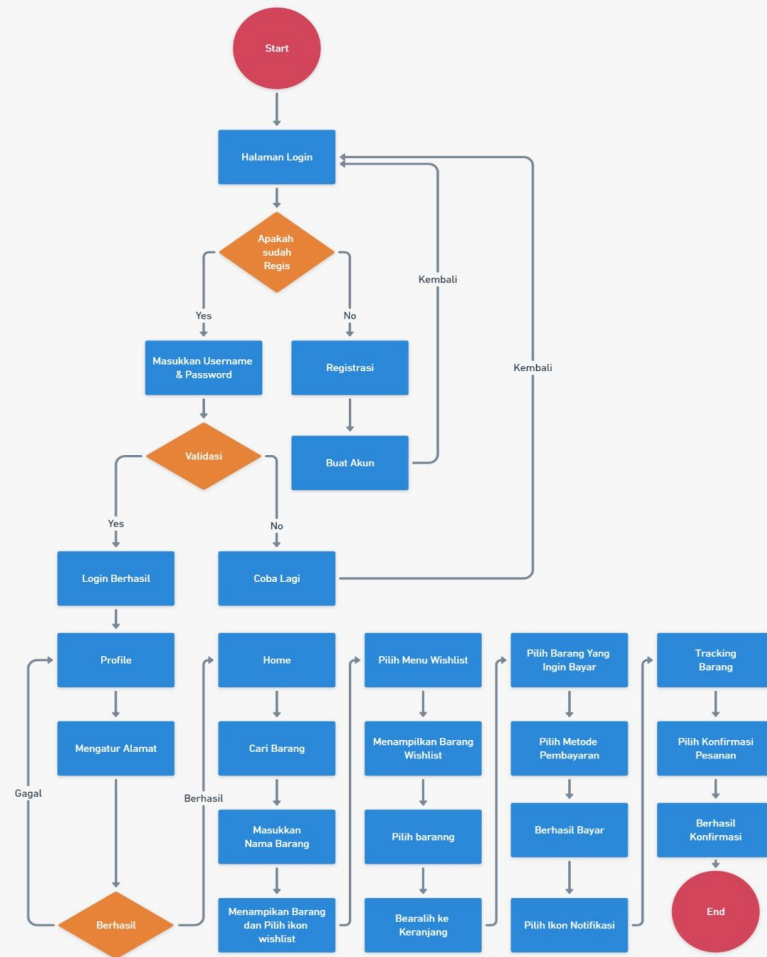 Start
Halaman Login
Apakah
sudah
Regis
Kembali
Yes
No
Masukkan Username
& Password
Registrasi
Kembali
Validasi
Buat Akun
Yes
No
Login Berhasil
Coba Lagi
Profile
Home
Pilih Menu Wishlist
Pilih Barang Yang
Ingin Bayar
Tracking
Barang
Mengatur Alamat
Cari Barang
Menampilkan Barang
Wishlist
Pilih Metode
Pembayaran
Pilih Konfirmasi
Pesanan
Gagal
Berhasil
Masukkan
Nama Barang
Pilih baranng
Berhasil Bayar
Berhasil
Konfirmasi
Berhasil
Menampikan Barang
dan Pilih ikon
wishlist
Bearalih ke
Keranjang
Pilih Ikon Notifikasi
End